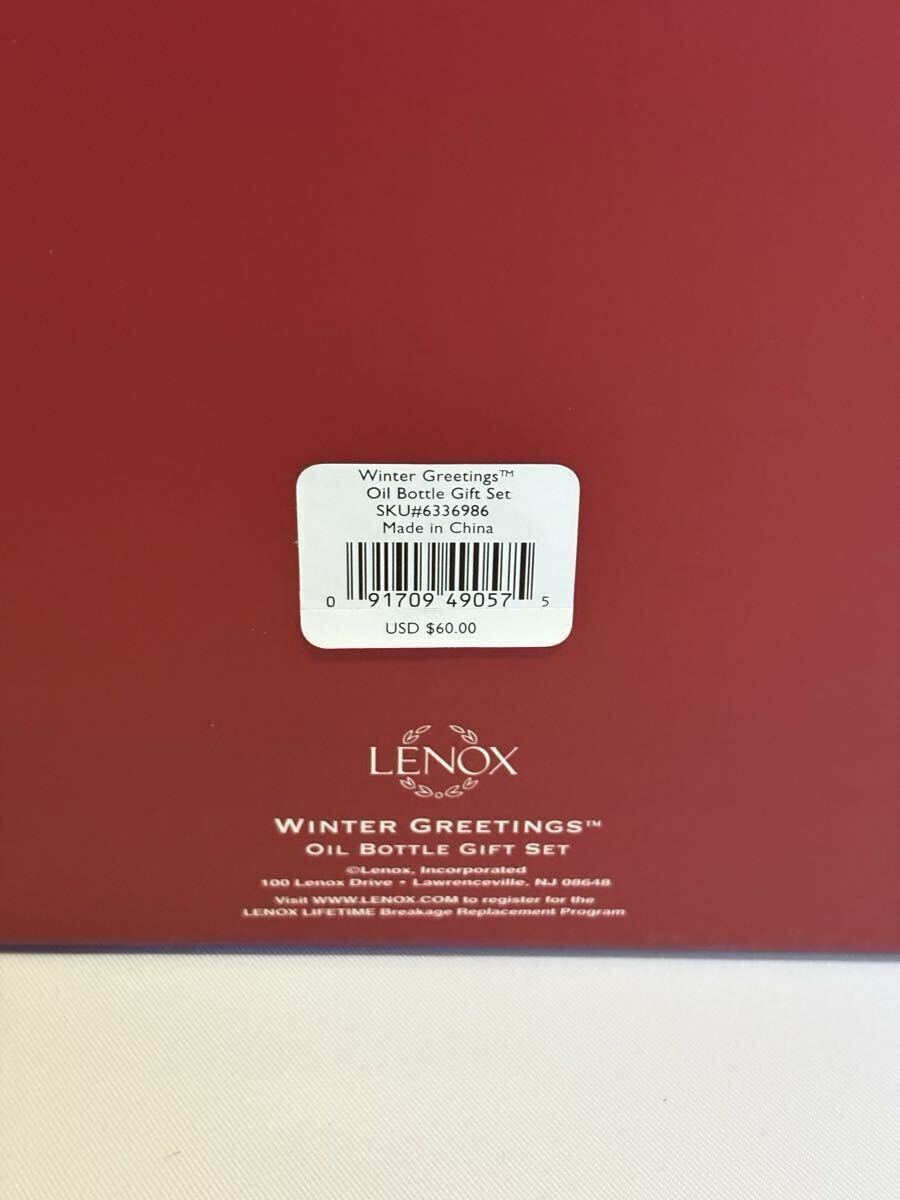 Winter Greetings™
Oil Bottle Gift Set
SKU#6336986
Made in China
0 91709 49057 5
USD $60.00
LENOX
WINTER GREETINGS™
OIL BOTTLE GIFT SET
©Lenox, Incorporated
100 Lenox Drive • Lawrenceville, NJ 08648
Visit WWW.LENOX.COM to register for the
LENOX LIFETIME Breakage Replacement Program